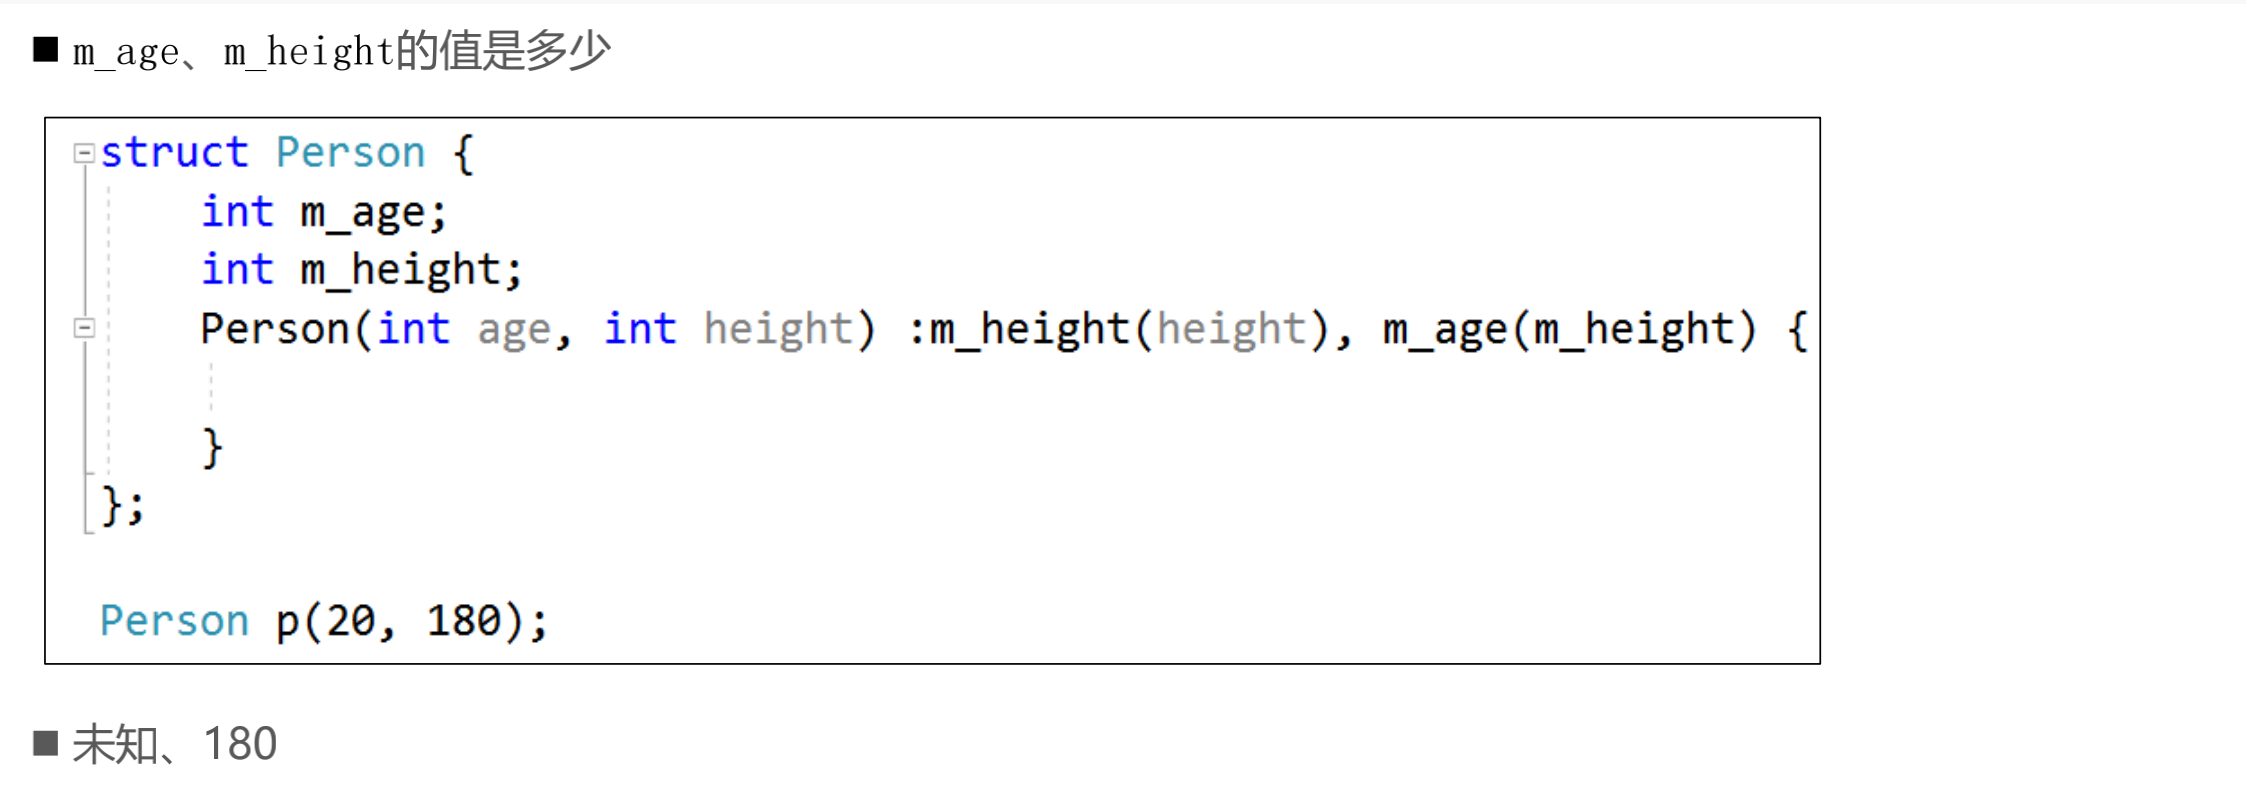 ■ m_age、m_height的值是多少
struct Person {
    int m_age;
    int m_height;
    Person(int age, int height) :m_height(height), m_age(m_height) {
    }
};
Person p(20, 180);
■ 未知、180